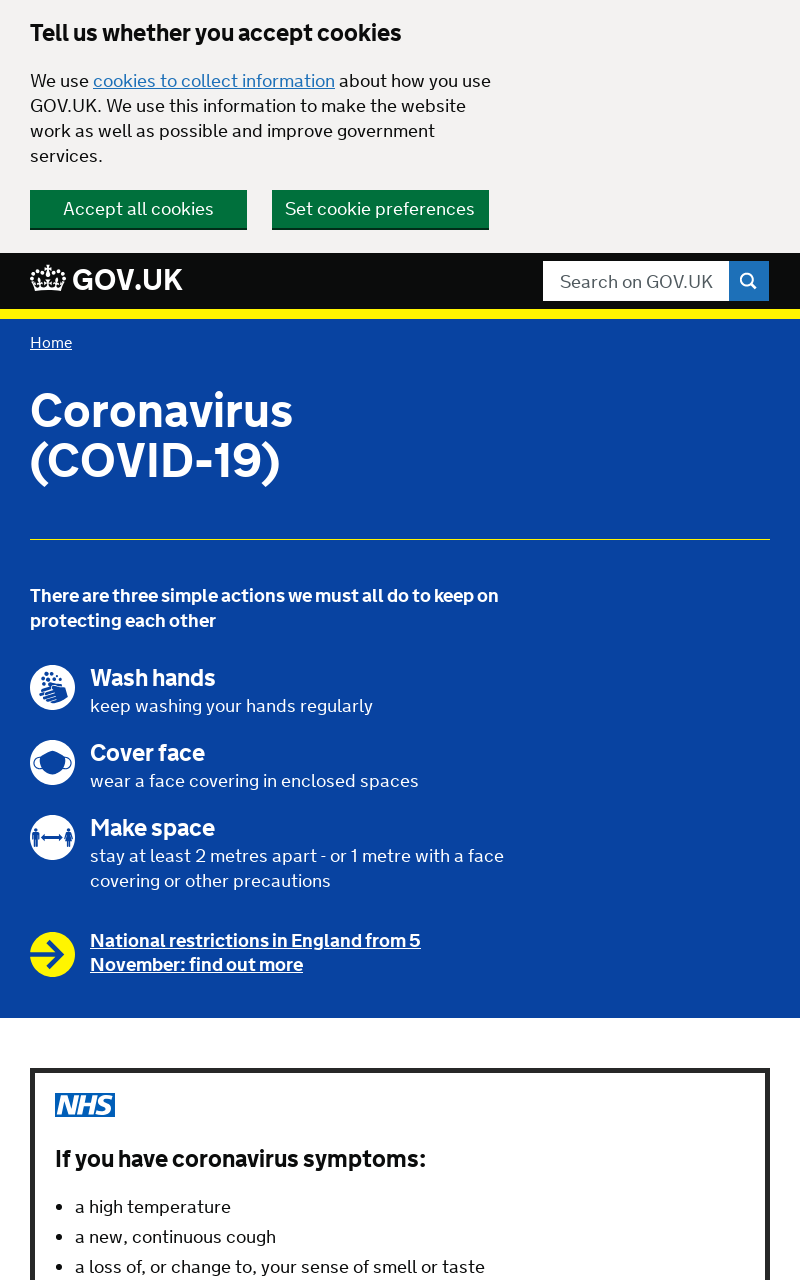 Tell us whether you accept cookies
We use cookies to collect information about how you use
GOV.UK. We use this information to make the website
work as well as possible and improve government
services.
Accept all cookies
Set cookie preferences
GOV.UK
Search on GOV.UK
Home
Coronavirus
(COVID-19)
There are three simple actions we must all do to keep on
protecting each other
Wash hands
keep washing your hands regularly
Cover face
wear a face covering in enclosed spaces
Make space
stay at least 2 metres apart - or 1 metre with a face
covering or other precautions
National restrictions in England from 5
November: find out more
NHS
If you have coronavirus symptoms:
• a high temperature
• a new, continuous cough
• a loss of, or change to, your sense of smell or taste